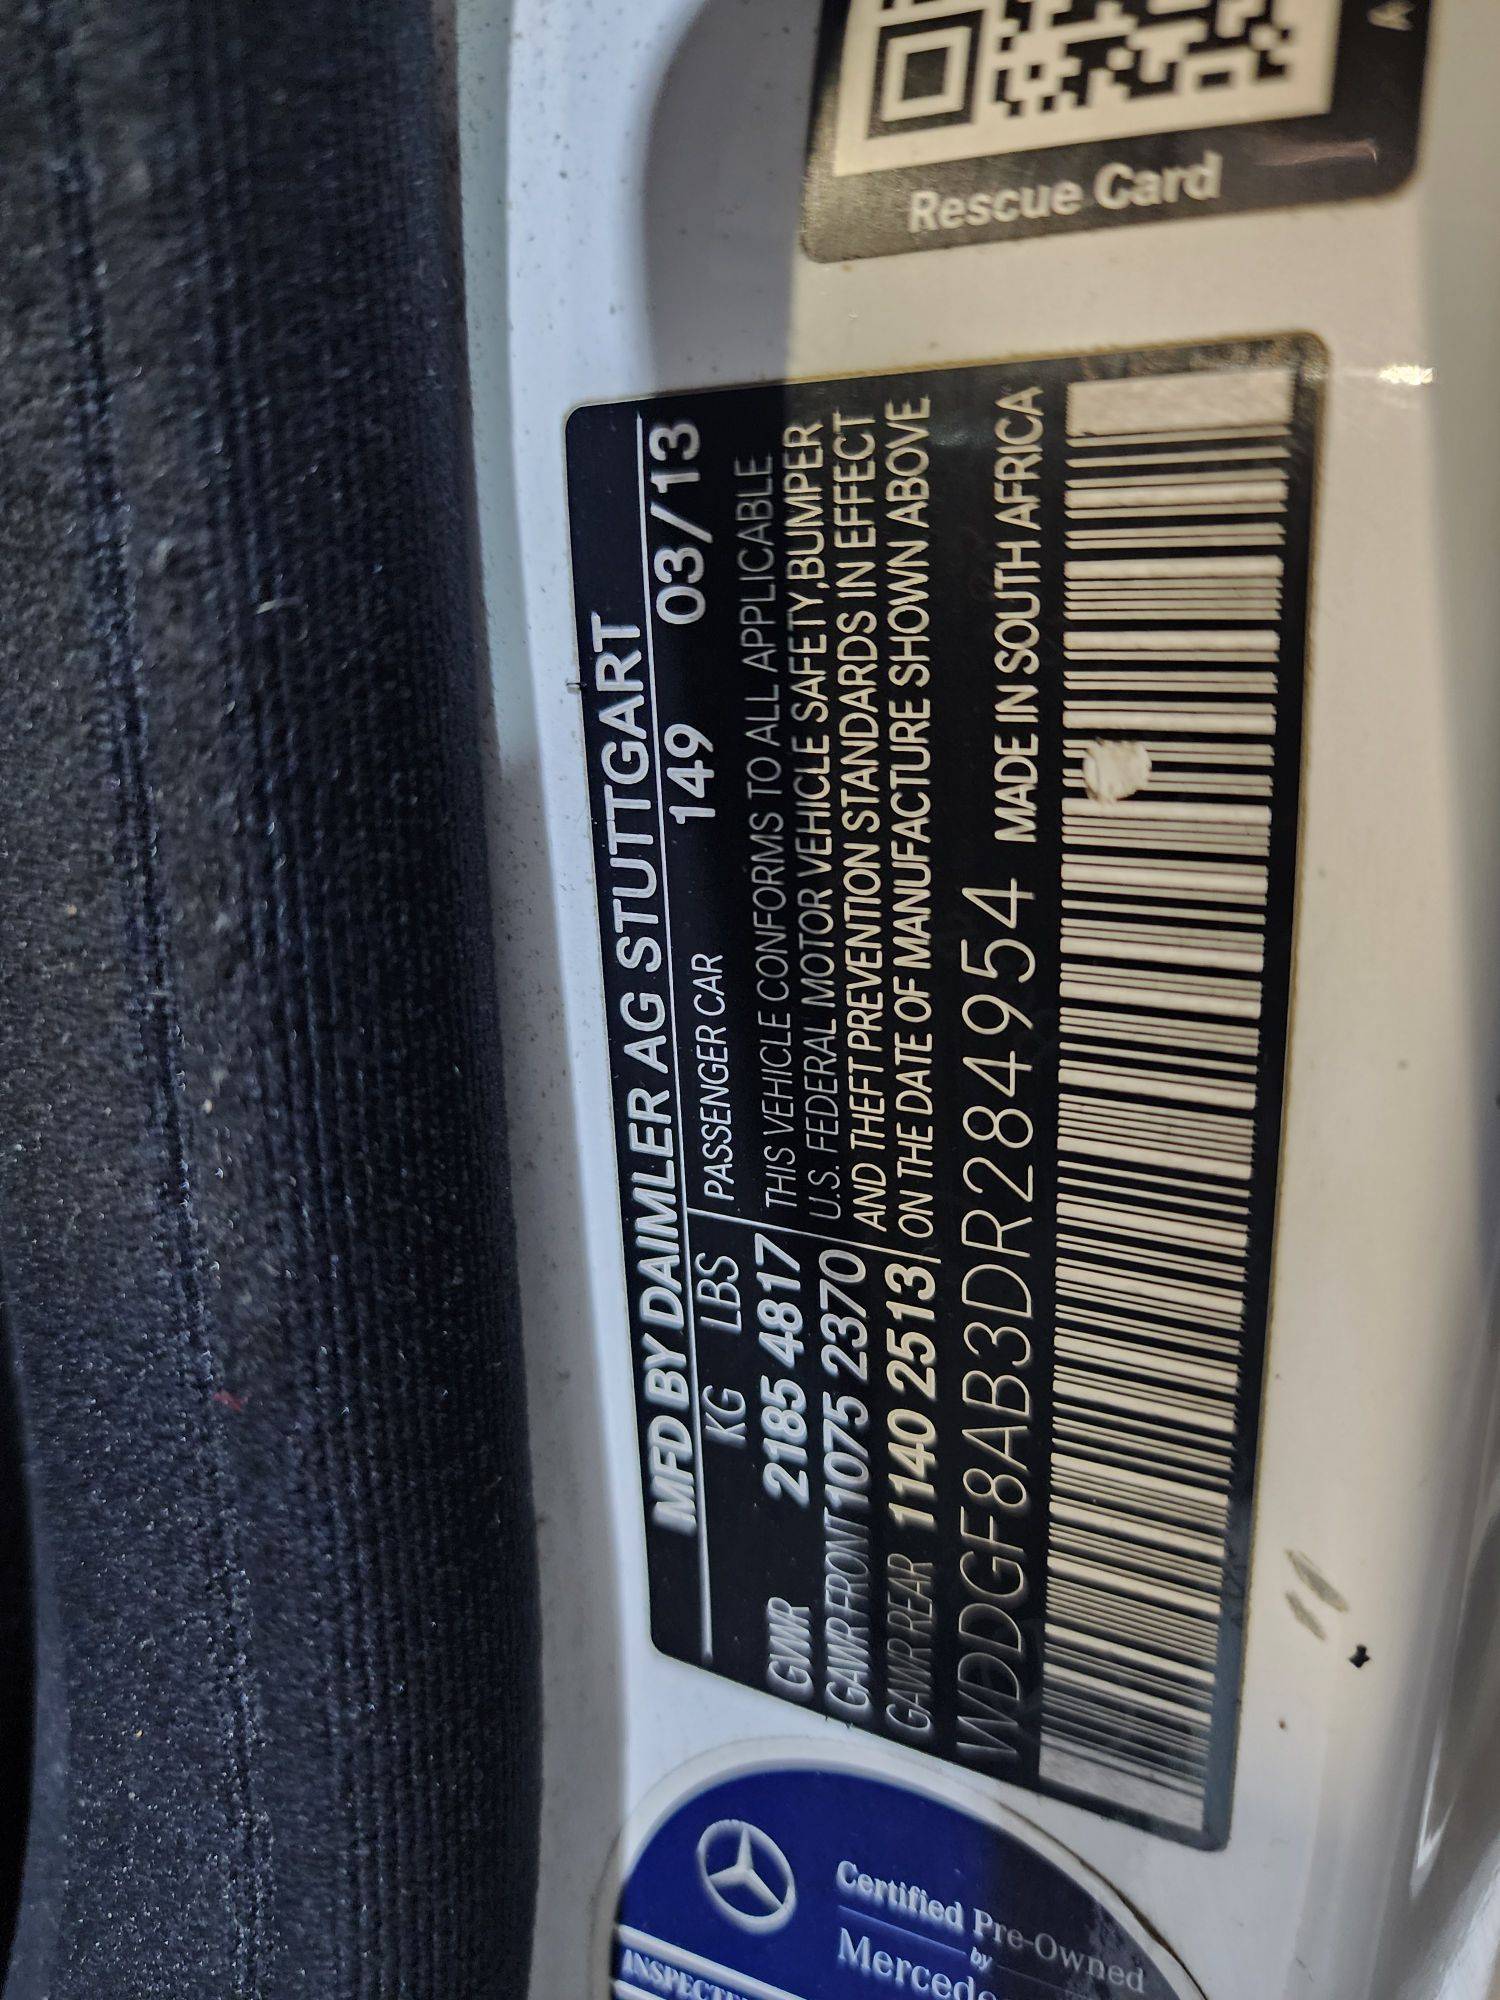 Rescue Card
A
MFD BY DAIMLER AG STUTTGART
149 03/13
KG LBS PASSENGER CAR
GVWR 2185 4817
GAWR FRONT 1075 2370
GAWR REAR 1140 2513
THIS VEHICLE CONFORMS TO ALL APPLICABLE
U.S. FEDERAL MOTOR VEHICLE SAFETY,BUMPER
AND THEFT PREVENTION STANDARDS IN EFFECT
ON THE DATE OF MANUFACTURE SHOWN ABOVE
WDDGF8AB3DR284954 MADE IN SOUTH AFRICA
Certified Pre-Owned
by